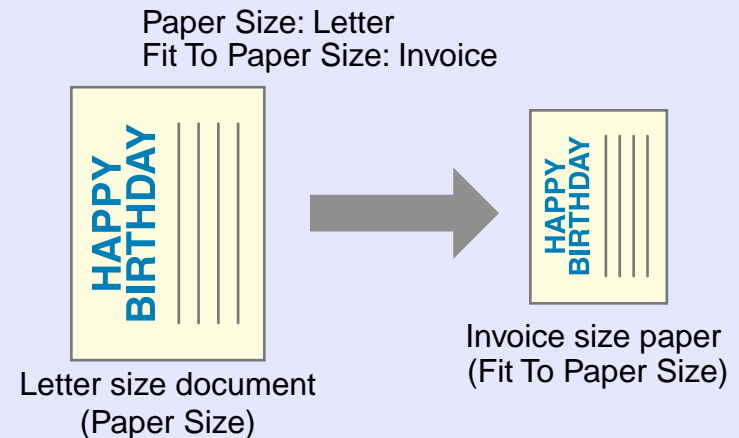 Paper Size: Letter
Fit To Paper Size: Invoice
HAPPY
BIRTHDAY
HAPPY
BIRTHDAY
Letter size document
(Paper Size)
Invoice size paper
(Fit To Paper Size)